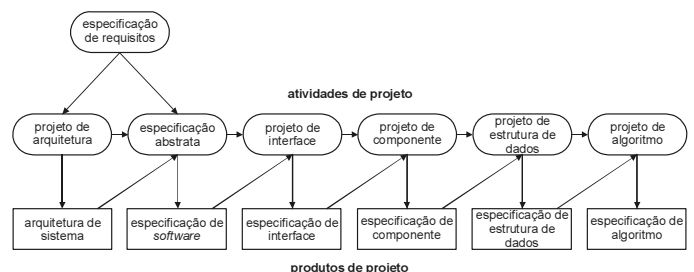 especificação
de requisitos
atividades de projeto
projeto de
arquitetura
especificação
abstrata
projeto de
interface
projeto de
componente
projeto de
estrutura de
dados
projeto de
algoritmo
arquitetura de
sistema
especificação de
software
especificação de
interface
especificação de
componente
especificação de
estrutura de
dados
especificação de
algoritmo
produtos de projeto